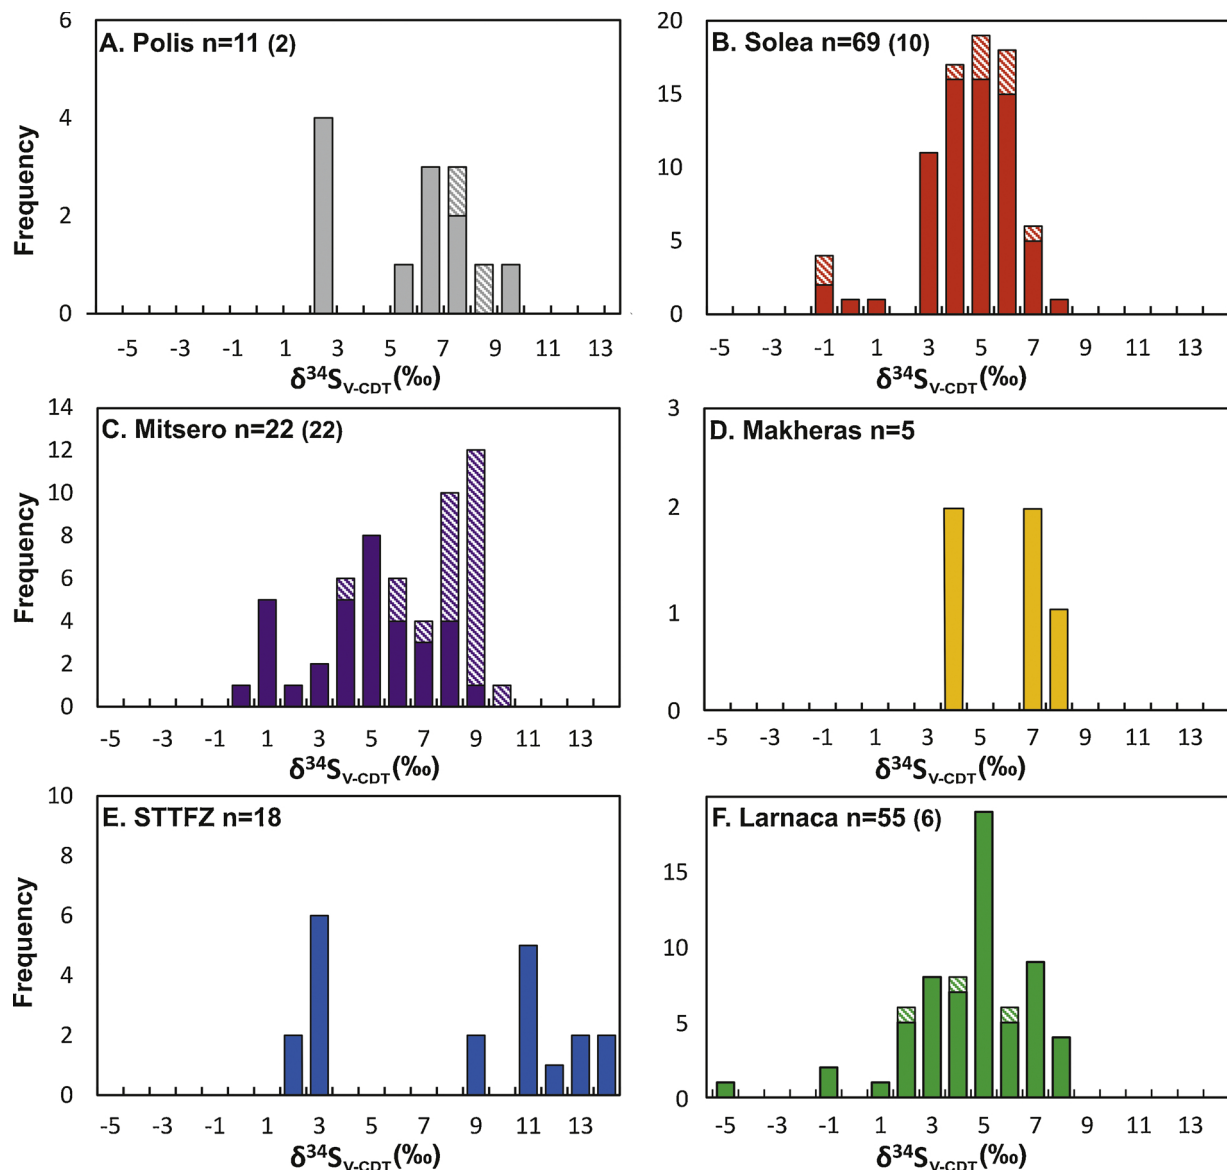 A. Polis n=11 (2)
Frequency
6
4
2
0
-5 -3 -1 1 3 5 7 9 11 13
δ³⁴S V-CDT (‰)
B. Solea n=69 (10)
20
15
10
5
0
-5 -3 -1 1 3 5 7 9 11 13
δ³⁴S V-CDT (‰)
C. Mitsero n=22 (22)
Frequency
14
12
10
8
6
4
2
0
-5 -3 -1 1 3 5 7 9 11 13
δ³⁴S V-CDT (‰)
D. Makheras n=5
3
2
1
0
-5 -3 -1 1 3 5 7 9 11 13
δ³⁴S V-CDT (‰)
E. STTFZ n=18
Frequency
10
8
6
4
2
0
-5 -3 -1 1 3 5 7 9 11 13
δ³⁴S V-CDT (‰)
F. Larnaca n=55 (6)
15
10
5
0
-5 -3 -1 1 3 5 7 9 11 13
δ³⁴S V-CDT (‰)